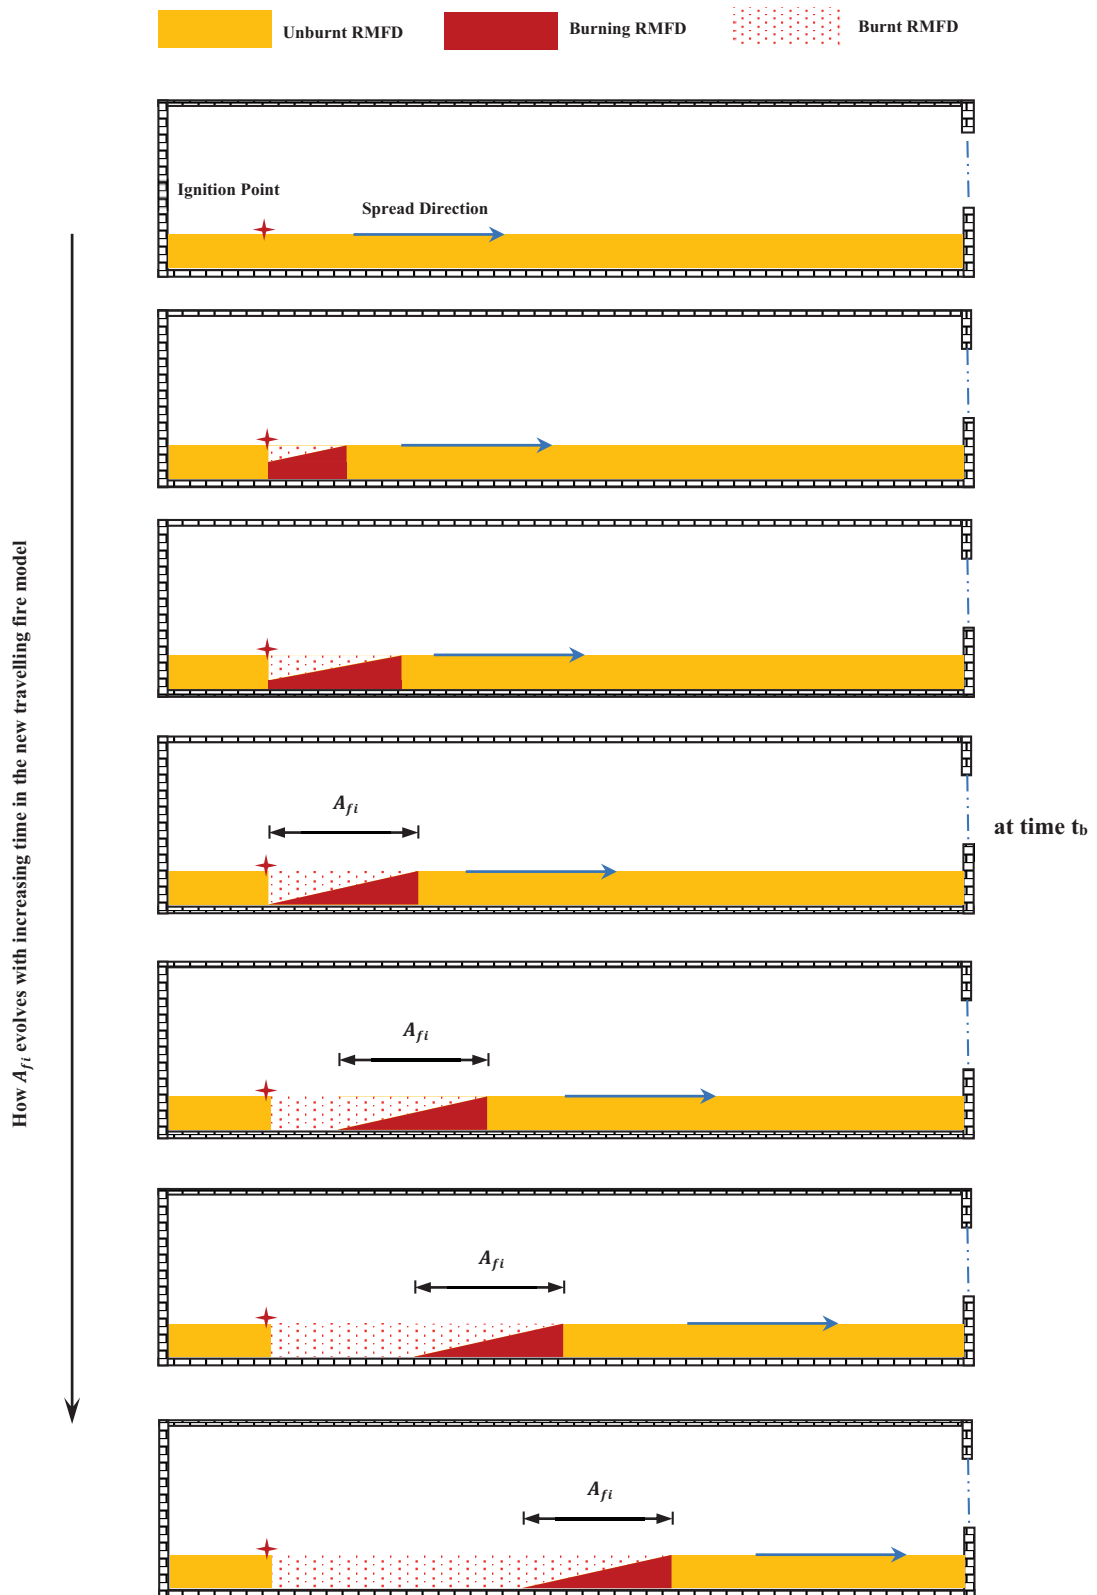 Unburnt RMFD
Burning RMFD
Burnt RMFD
Ignition Point
Spread Direction
How A_fi evolves with increasing time in the new travelling fire model
A_fi
at time t_b
A_fi
A_fi
A_fi